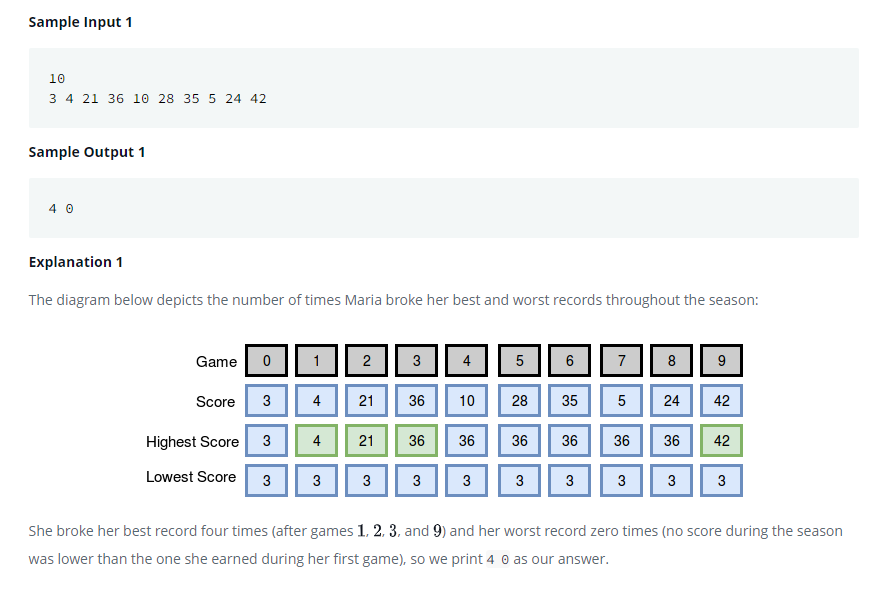 Sample Input 1
10
3 4 21 36 10 28 35 5 24 42
Sample Output 1
4 0
Explanation 1
The diagram below depicts the number of times Maria broke her best and worst records throughout the season:
Game 0 1 2 3 4 5 6 7 8 9
Score 3 4 21 36 10 28 35 5 24 42
Highest Score 3 4 21 36 36 36 36 36 36 42
Lowest Score 3 3 3 3 3 3 3 3 3 3
She broke her best record four times (after games 1, 2, 3, and 9) and her worst record zero times (no score during the season
was lower than the one she earned during her first game), so we print 4 0 as our answer.